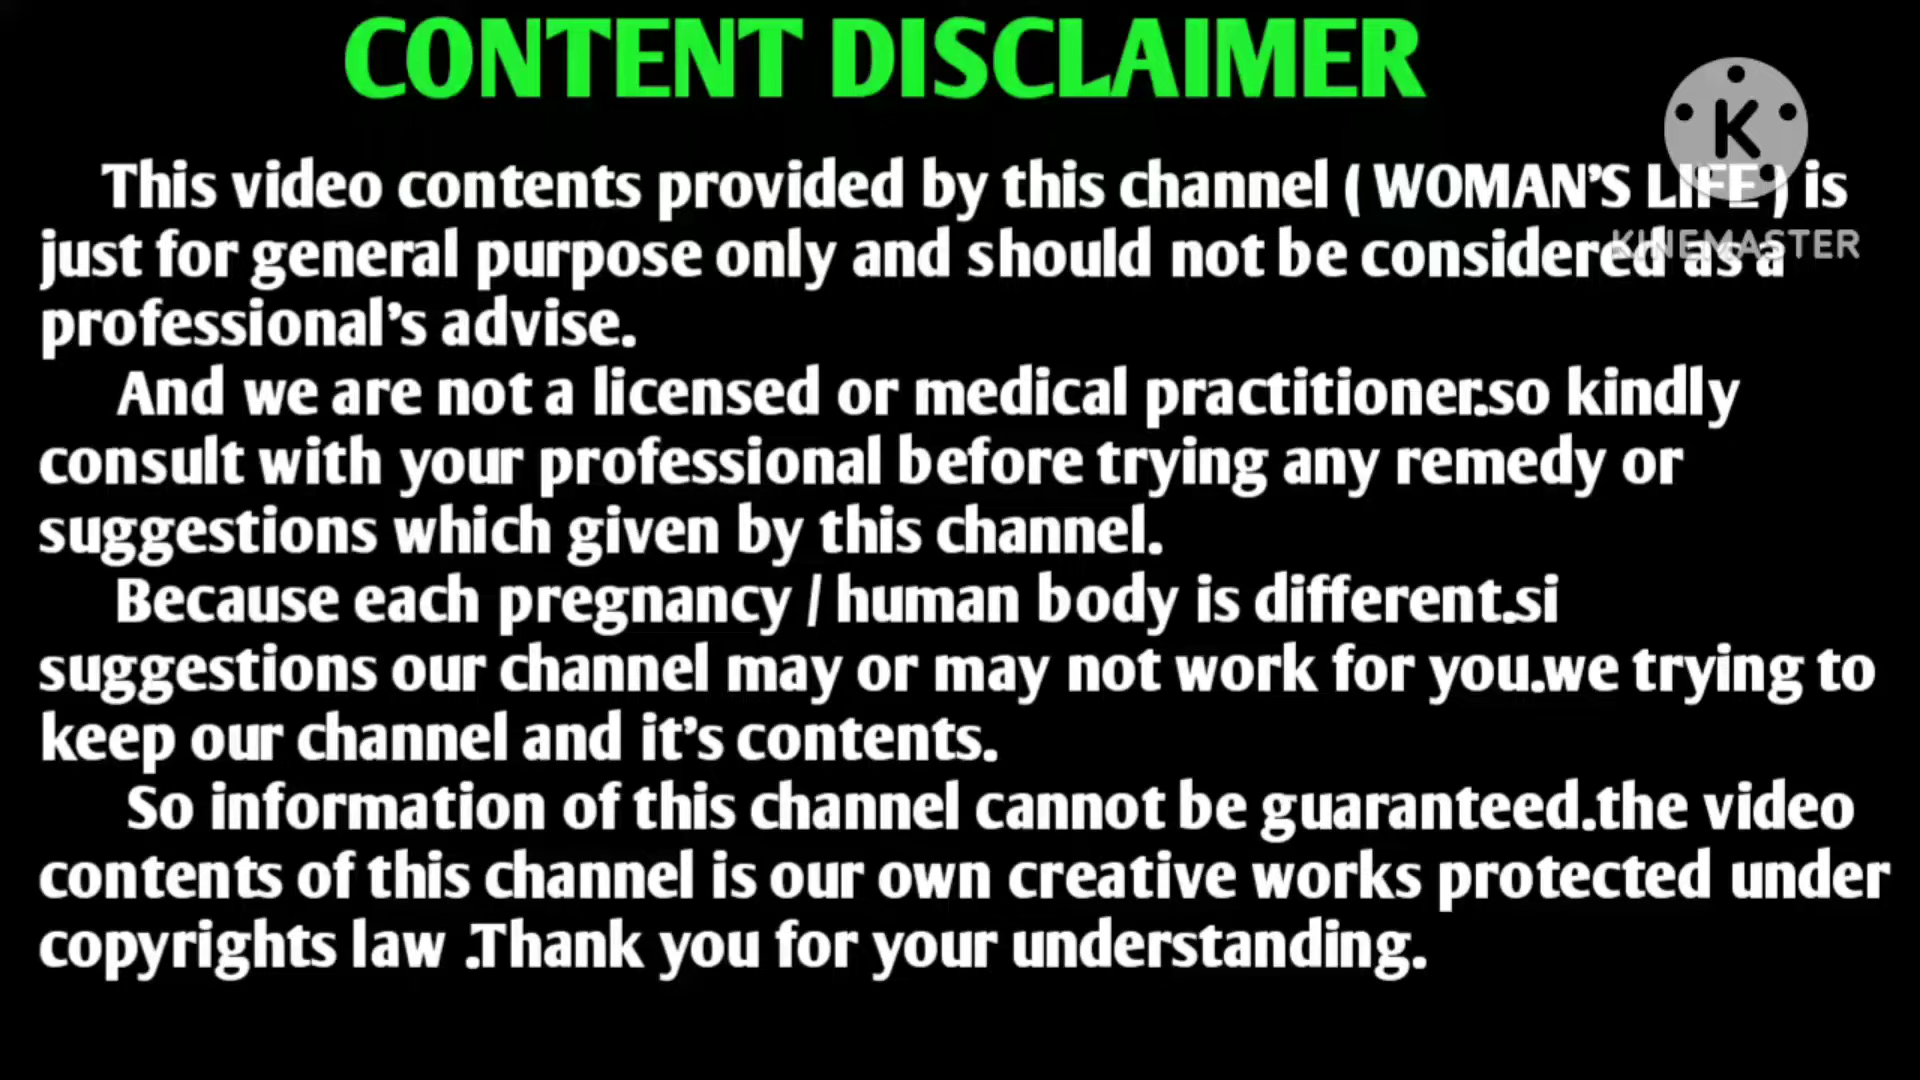 CONTENT DISCLAIMER
K
This video contents provided by this channel ( WOMAN'S LIFE ) is
KINEMASTER
just for general purpose only and should not be considered as a
professional's advise.
And we are not a licensed or medical practitioner.so kindly
consult with your professional before trying any remedy or
suggestions which given by this channel.
Because each pregnancy / human body is different.si
suggestions our channel may or may not work for you.we trying to
keep our channel and it's contents.
So information of this channel cannot be guaranteed.the video
contents of this channel is our own creative works protected under
copyrights law .Thank you for your understanding.